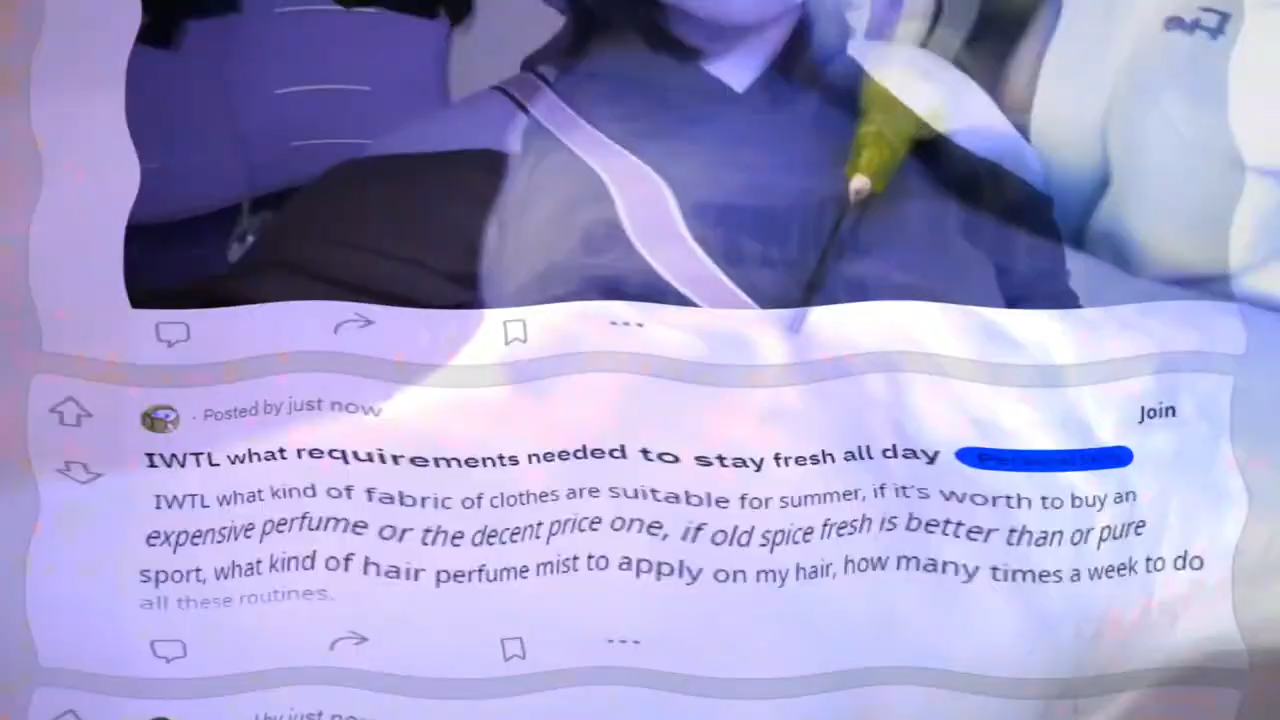 · Posted by just now
Join
IWTL what requirements needed to stay fresh all day
IWTL what kind of fabric of clothes are suitable for summer, if it's worth to buy an
expensive perfume or the decent price one, if old spice fresh is better than or pure
sport, what kind of hair perfume mist to apply on my hair, how many times a week to do
all these routines.
by just now